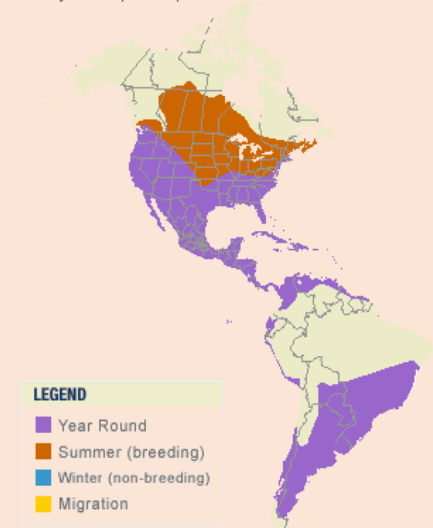 LEGEND
Year Round
Summer (breeding)
Winter (non-breeding)
Migration